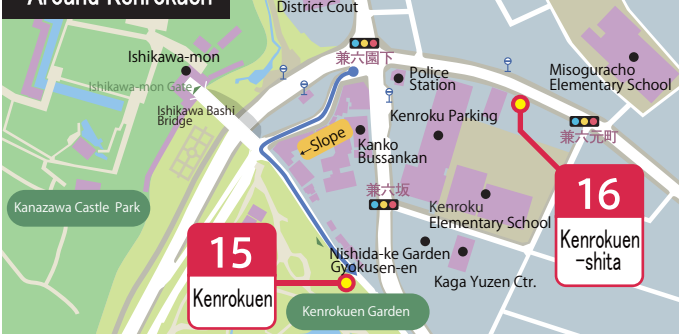 Around Kenrokuen
District Cout
兼六園下
Ishikawa-mon
Ishikawa-mon Gate
Ishikawa Bashi
Bridge
Police
Station
Misoguracho
Elementary School
Kenroku Parking
兼六元町
←Slope
Kanko
Bussankan
兼六坂
Kanazawa Castle Park
Kenroku
Elementary School
16
Kenrokuen
-shita
15
Kenrokuen
Nishida-ke Garden
Gyokusen-en
Kaga Yuzen Ctr.
Kenrokuen Garden